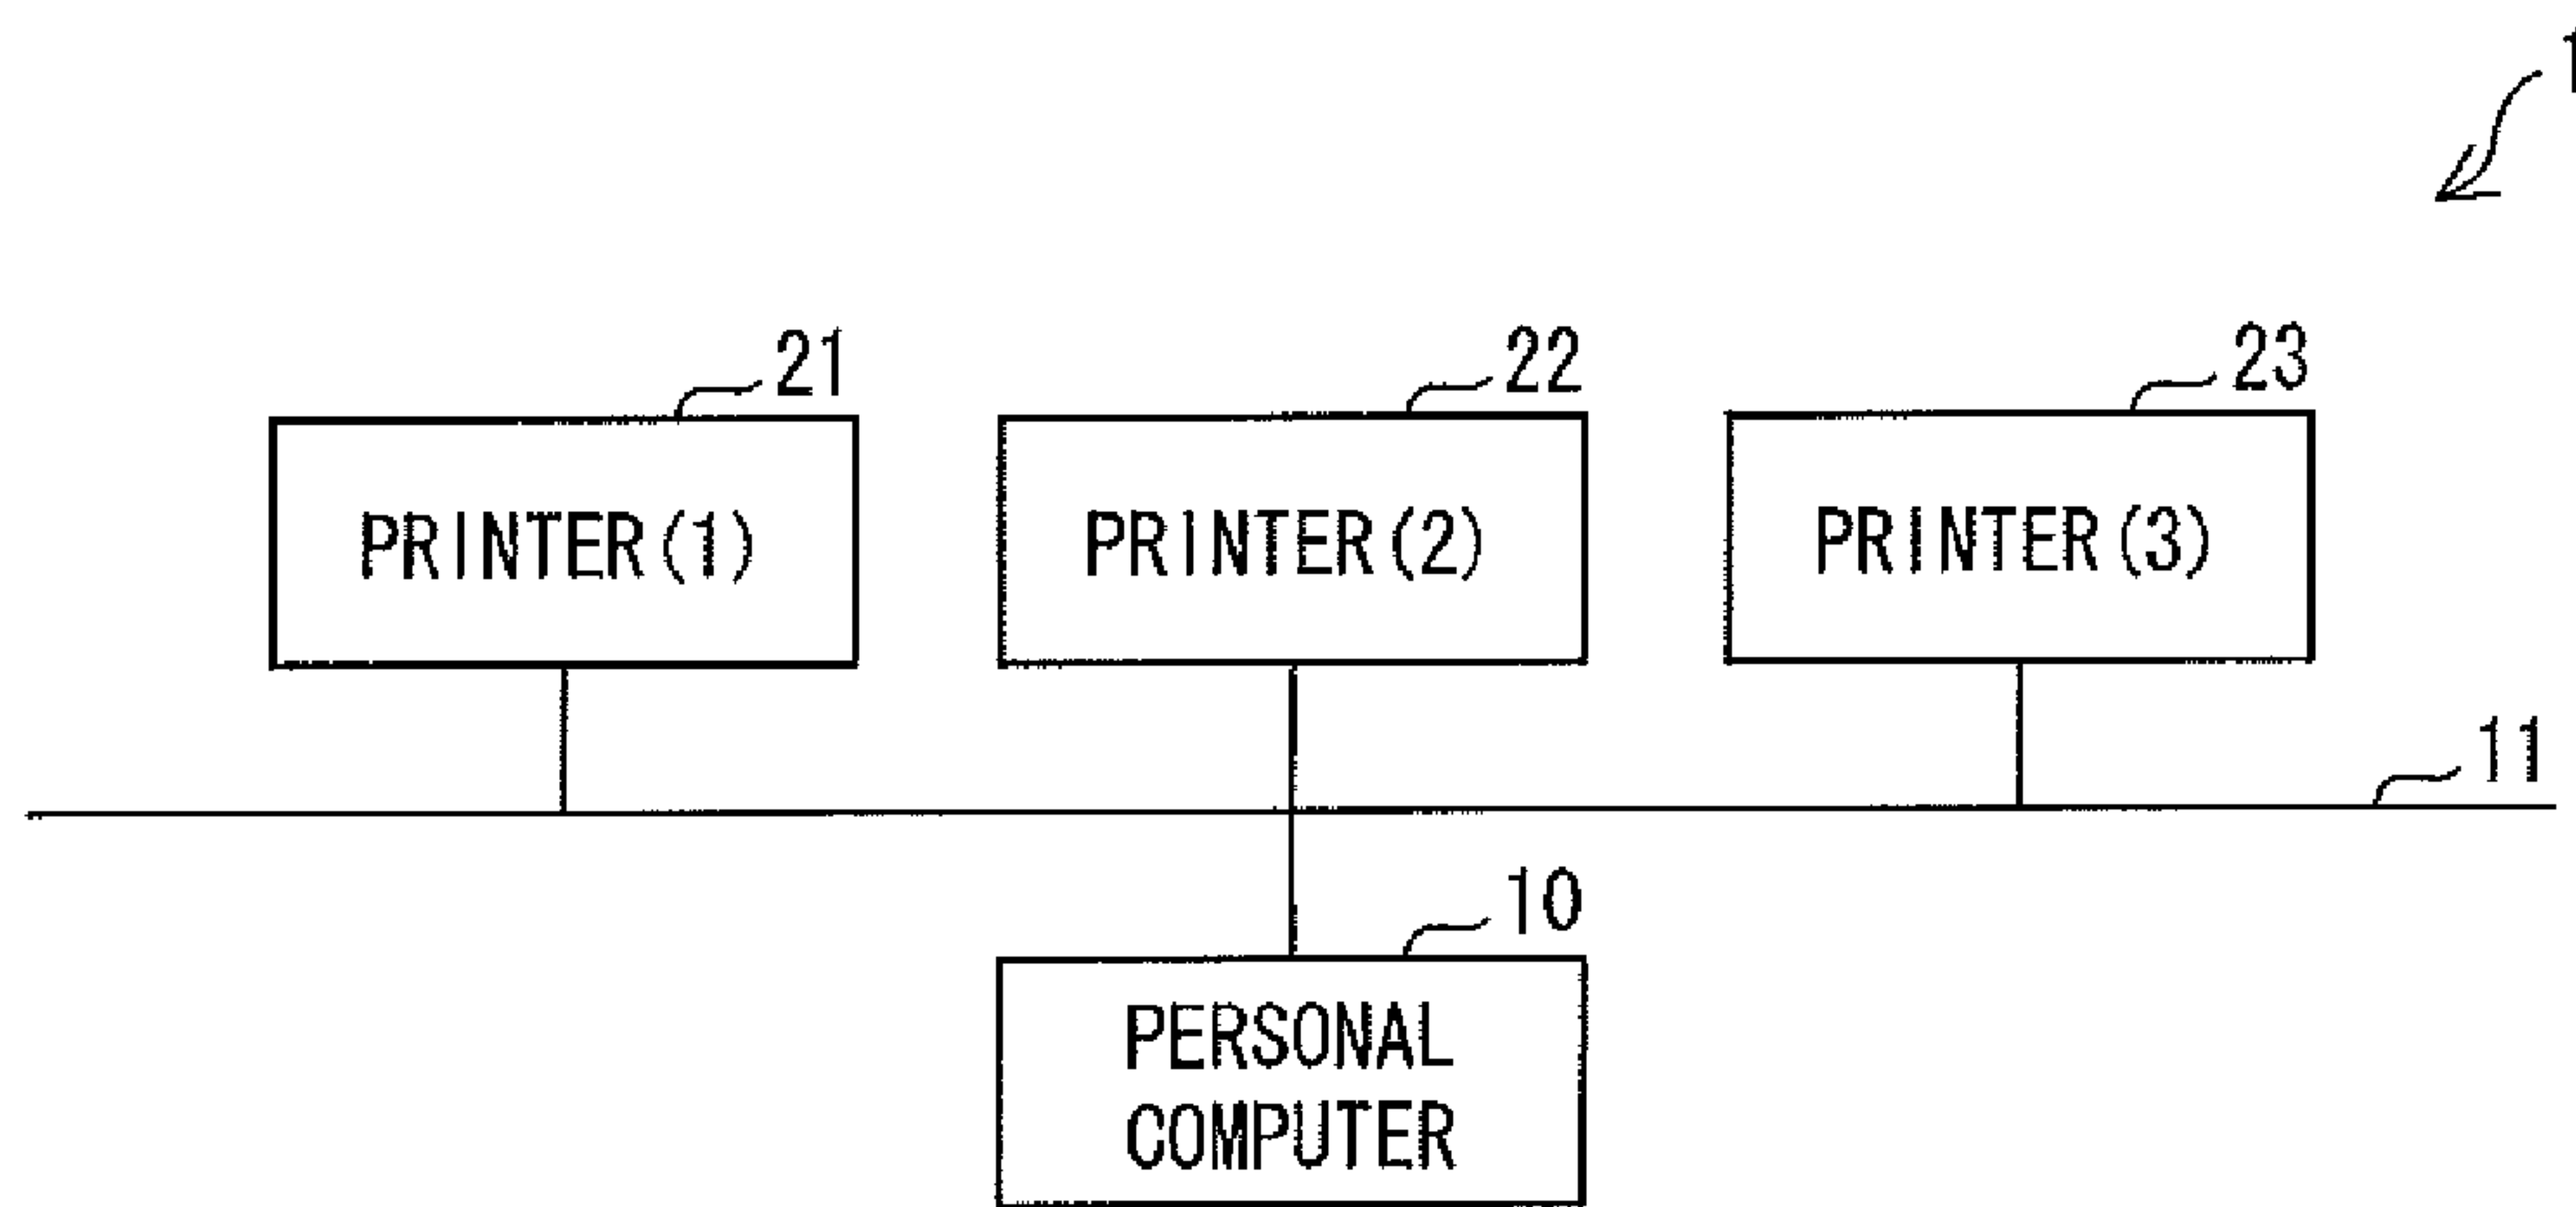 1
21
22
23
PRINTER(1)
PRINTER(2)
PRINTER(3)
11
10
PERSONAL
COMPUTER